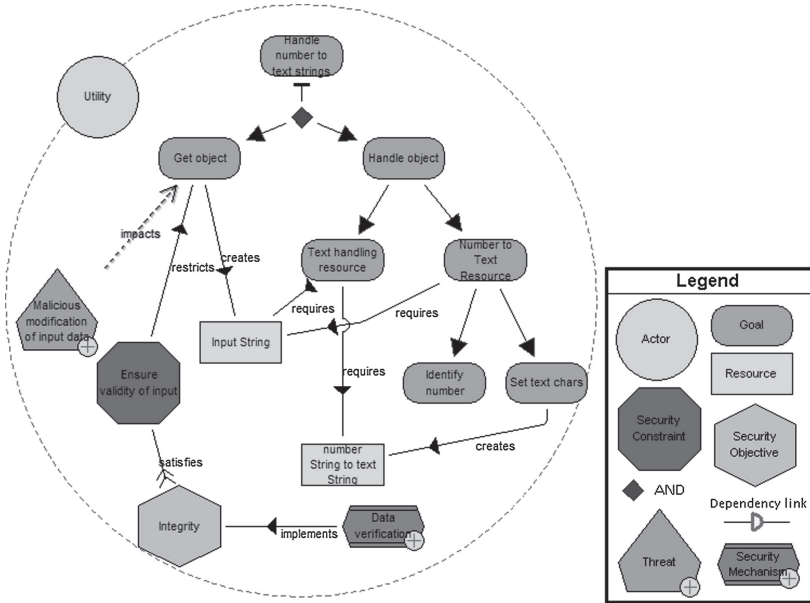 Handle
number to
text strings
Utility
Get object
Handle object
impacts
restricts
creates
Text handling
resource
Number to
Text
Resource
Malicious
modification
of input data
requires
requires
Input String
Ensure
validity of input
requires
Identify
number
Set text chars
satisfies
number
String to text
String
creates
Integrity
implements
Data
verification
Legend
Actor
Goal
Resource
Security
Constraint
Security
Objective
AND
Dependency link
Threat
Security
Mechanism